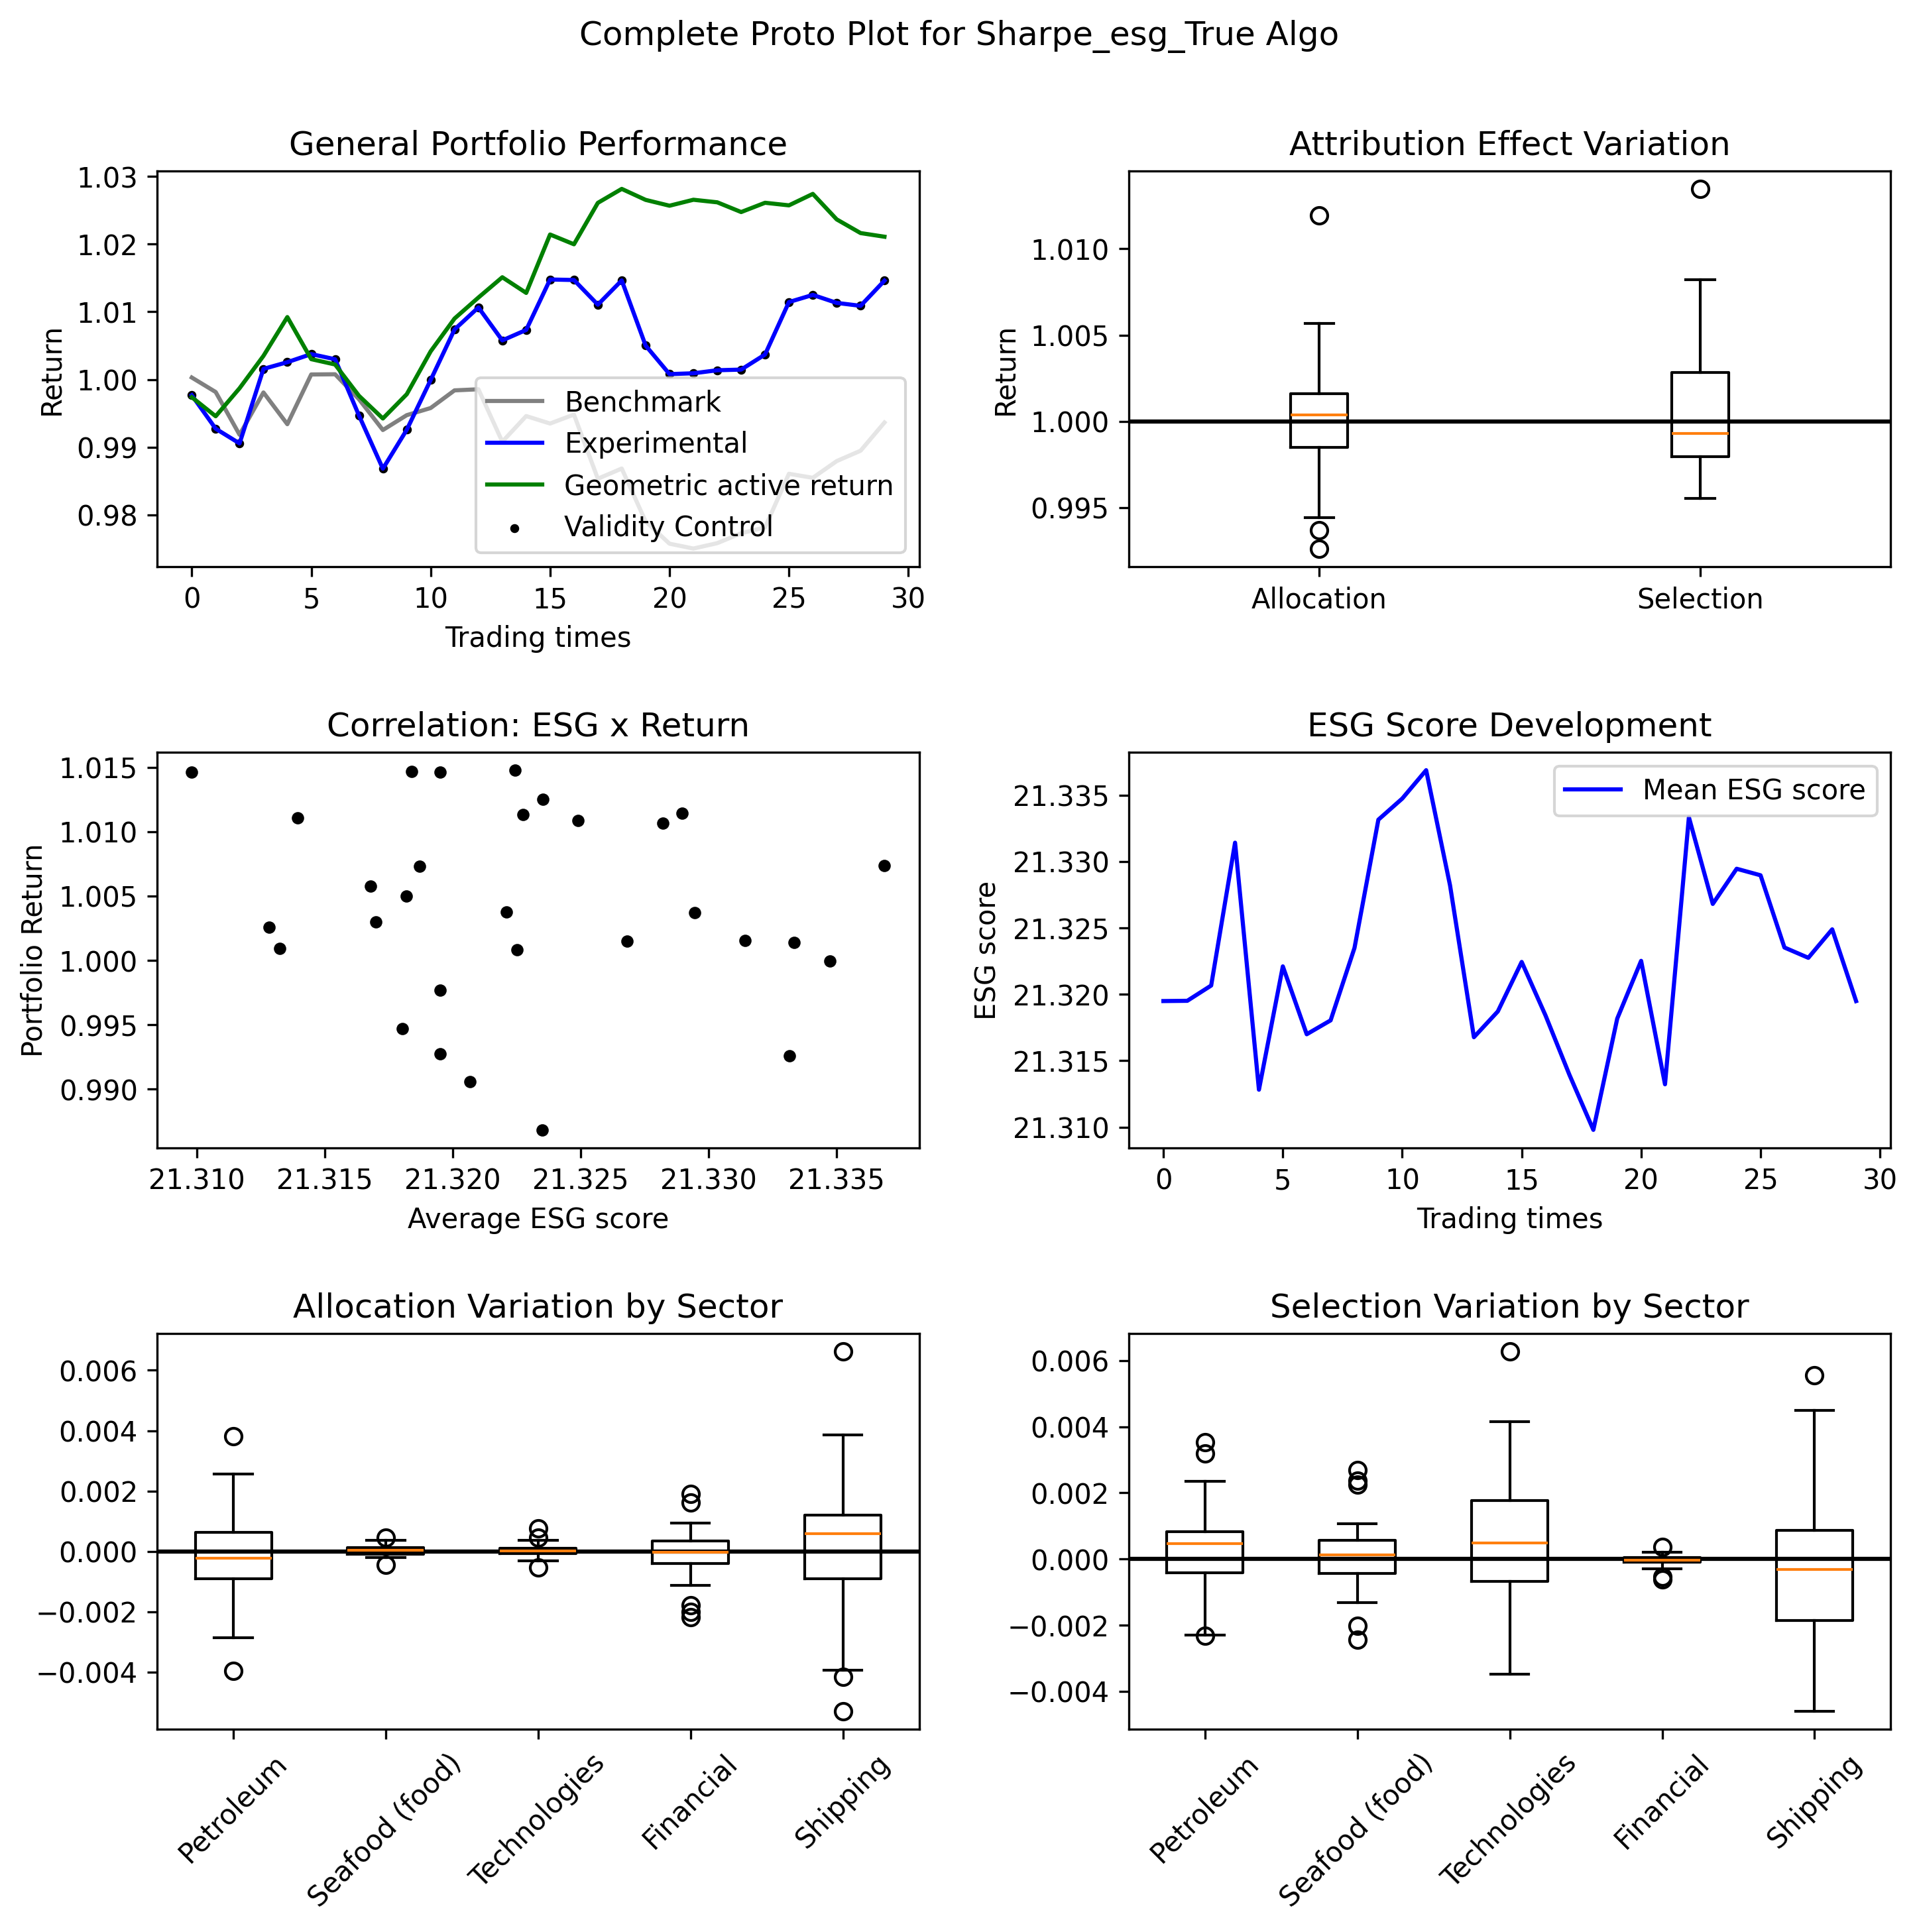 Complete Proto Plot for Sharpe_esg_True Algo
General Portfolio Performance
Return
1.03
1.02
1.01
1.00
0.99
0.98
Benchmark
Experimental
Geometric active return
Validity Control
0 5 10 15 20 25 30
Trading times
Attribution Effect Variation
Return
1.010
1.005
1.000
0.995
Allocation Selection
Correlation: ESG x Return
Portfolio Return
1.015
1.010
1.005
1.000
0.995
0.990
21.310 21.315 21.320 21.325 21.330 21.335
Average ESG score
ESG Score Development
ESG score
21.335
21.330
21.325
21.320
21.315
21.310
Mean ESG score
0 5 10 15 20 25 30
Trading times
Allocation Variation by Sector
0.006
0.004
0.002
0.000
−0.002
−0.004
Petroleum
Seafood (food)
Technologies
Financial
Shipping
Selection Variation by Sector
0.006
0.004
0.002
0.000
−0.002
−0.004
Petroleum
Seafood (food)
Technologies
Financial
Shipping